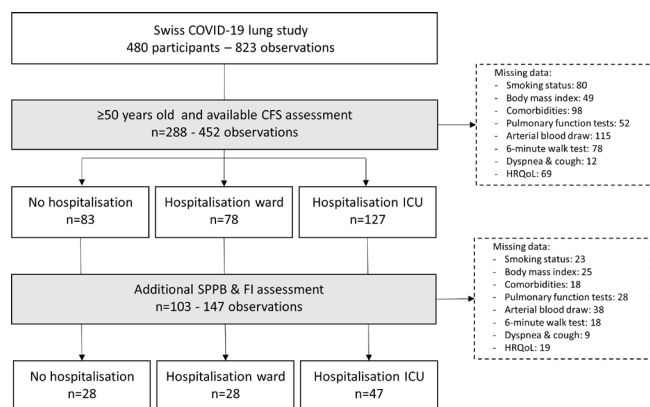 Swiss COVID-19 lung study
480 participants – 823 observations
≥50 years old and available CFS assessment
n=288 - 452 observations
Missing data:
- Smoking status: 80
- Body mass index: 49
- Comorbidities: 98
- Pulmonary function tests: 52
- Arterial blood draw: 115
- 6-minute walk test: 78
- Dyspnea & cough: 12
- HRQoL: 69
No hospitalisation
n=83
Hospitalisation ward
n=78
Hospitalisation ICU
n=127
Additional SPPB & FI assessment
n=103 - 147 observations
Missing data:
- Smoking status: 23
- Body mass index: 25
- Comorbidities: 18
- Pulmonary function tests: 28
- Arterial blood draw: 38
- 6-minute walk test: 18
- Dyspnea & cough: 9
- HRQoL: 19
No hospitalisation
n=28
Hospitalisation ward
n=28
Hospitalisation ICU
n=47